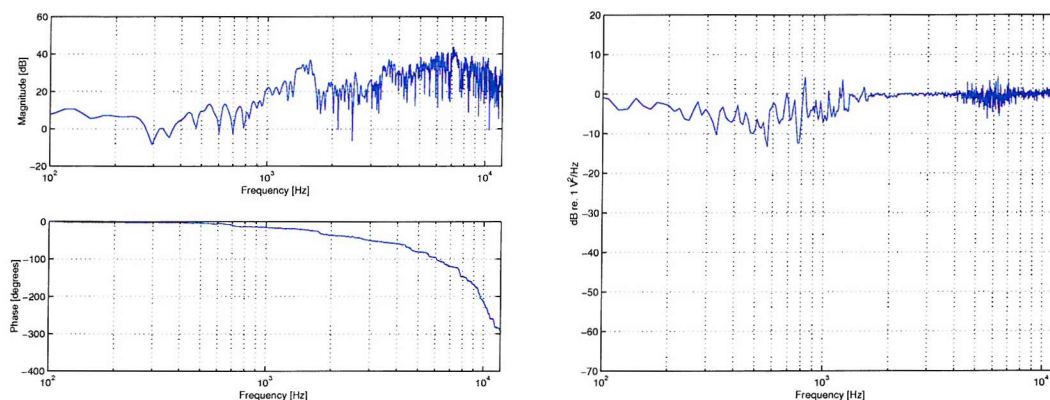 60
40
20
0
-20
Magnitude [dB]
10² 10³ 10⁴
Frequency [Hz]
0
-100
-200
-300
-400
Phase [degrees]
10² 10³ 10⁴
Frequency [Hz]
20
10
0
-10
-20
-30
-40
-50
-60
-70
dB re. 1 V²/Hz
10² 10³ 10⁴
Frequency [Hz]